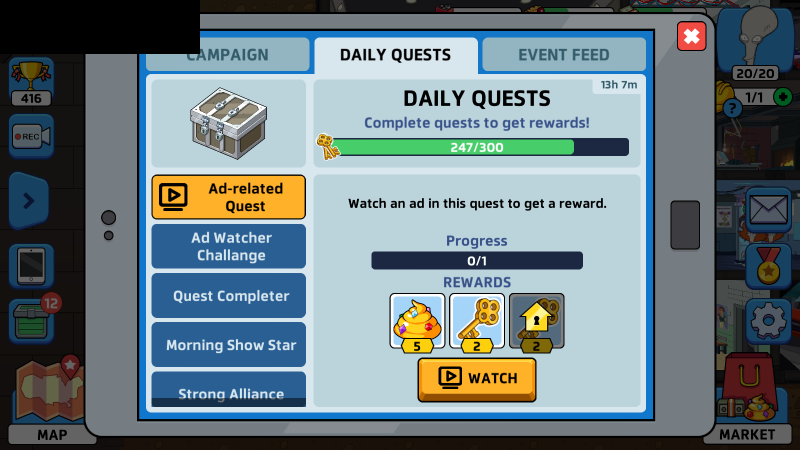 CAMPAIGN
DAILY QUESTS
EVENT FEED
20/20
13h 7m
416
DAILY QUESTS
1/1
?
Complete quests to get rewards!
REC
247/300
Ad-related
Quest
Watch an ad in this quest to get a reward.
Ad Watcher
Challange
Progress
0/1
Quest Completer
REWARDS
12
Morning Show Star
5
2
2
WATCH
Strong Alliance
MAP
MARKET